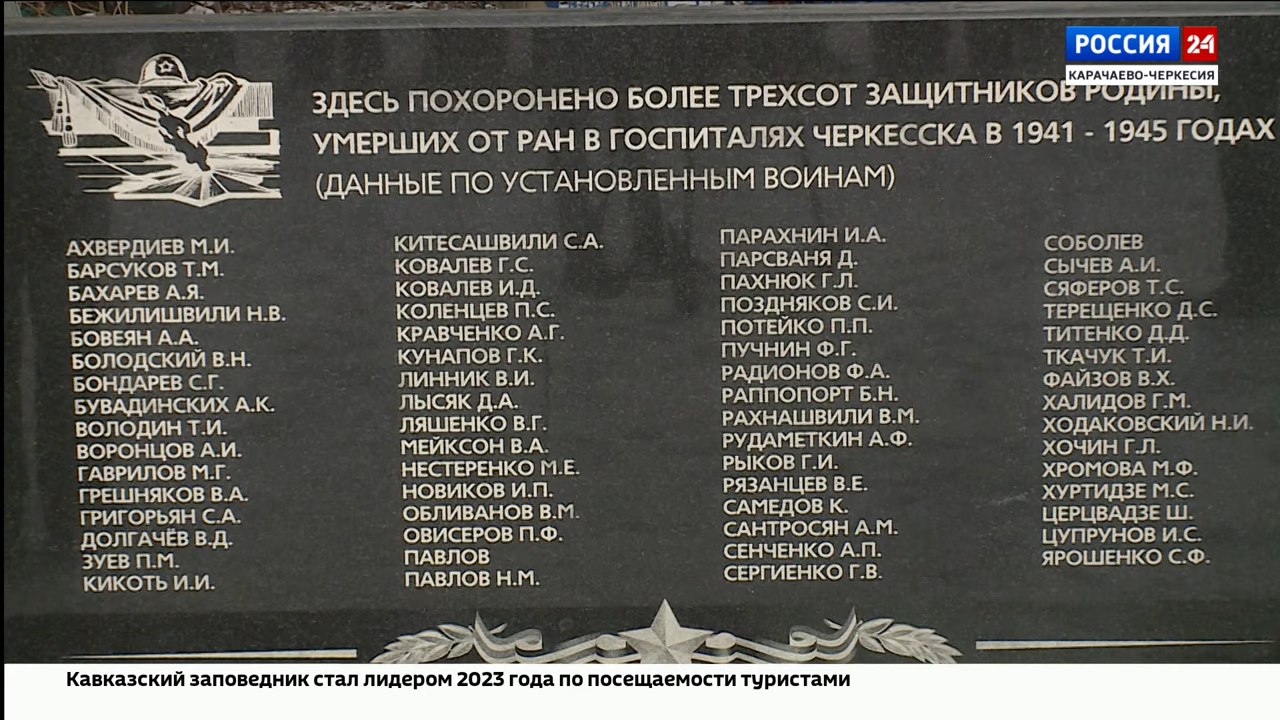 РОССИЯ 24
КАРАЧАЕВО-ЧЕРКЕСИЯ
ЗДЕСЬ ПОХОРОНЕНО БОЛЕЕ ТРЕХСОТ ЗАЩИТНИКОВ РОДИНЫ,
УМЕРШИХ ОТ РАН В ГОСПИТАЛЯХ ЧЕРКЕССКА В 1941 - 1945 ГОДАХ
(ДАННЫЕ ПО УСТАНОВЛЕННЫМ ВОИНАМ)
АХВЕРДИЕВ М.И.
БАРСУКОВ Т.М.
БАХАРЕВ А.Я.
БЕЖИЛИШВИЛИ Н.В.
БОВЕЯН А.А.
БОЛОДСКИЙ В.Н.
БОНДАРЕВ С.Г.
БУВАДИНСКИХ А.К.
ВОЛОДИН Т.И.
ВОРОНЦОВ А.И.
ГАВРИЛОВ М.Г.
ГРЕШНЯКОВ В.А.
ГРИГОРЬЯН С.А.
ДОЛГАЧЁВ В.Д.
ЗУЕВ П.М.
КИКОТЬ И.И.
КИТЕСАШВИЛИ С.А.
КОВАЛЕВ Г.С.
КОВАЛЕВ И.Д.
КОЛЕНЦЕВ П.С.
КРАВЧЕНКО А.Г.
КУНАПОВ Г.К.
ЛИННИК В.И.
ЛЫСЯК Д.А.
ЛЯШЕНКО В.Г.
МЕЙКСОН В.А.
НЕСТЕРЕНКО М.Е.
НОВИКОВ И.П.
ОБЛИВАНОВ В.М.
ОВИСЕРОВ П.Ф.
ПАВЛОВ
ПАВЛОВ Н.М.
ПАРАХНИН И.А.
ПАРСВАНЯ Д.
ПАХНЮК Г.Л.
ПОЗДНЯКОВ С.И.
ПОТЕЙКО П.П.
ПУЧНИН Ф.Г.
РАДИОНОВ Ф.А.
РАППОПОРТ Б.Н.
РАХНАШВИЛИ В.М.
РУДАМЕТКИН А.Ф.
РЫКОВ Г.И.
РЯЗАНЦЕВ В.Е.
САМЕДОВ К.
САНТРОСЯН А.М.
СЕНЧЕНКО А.П.
СЕРГИЕНКО Г.В.
СОБОЛЕВ
СЫЧЕВ А.И.
СЯФЕРОВ Т.С.
ТЕРЕЩЕНКО Д.С.
ТИТЕНКО Д.Д.
ТКАЧУК Т.И.
ФАЙЗОВ В.Х.
ХАЛИДОВ Г.М.
ХОДАКОВСКИЙ Н.И.
ХОЧИН Г.Л.
ХРОМОВА М.Ф.
ХУРТИДЗЕ М.С.
ЦЕРЦВАДЗЕ Ш.
ЦУПРУНОВ И.С.
ЯРОШЕНКО С.Ф.
Кавказский заповедник стал лидером 2023 года по посещаемости туристами